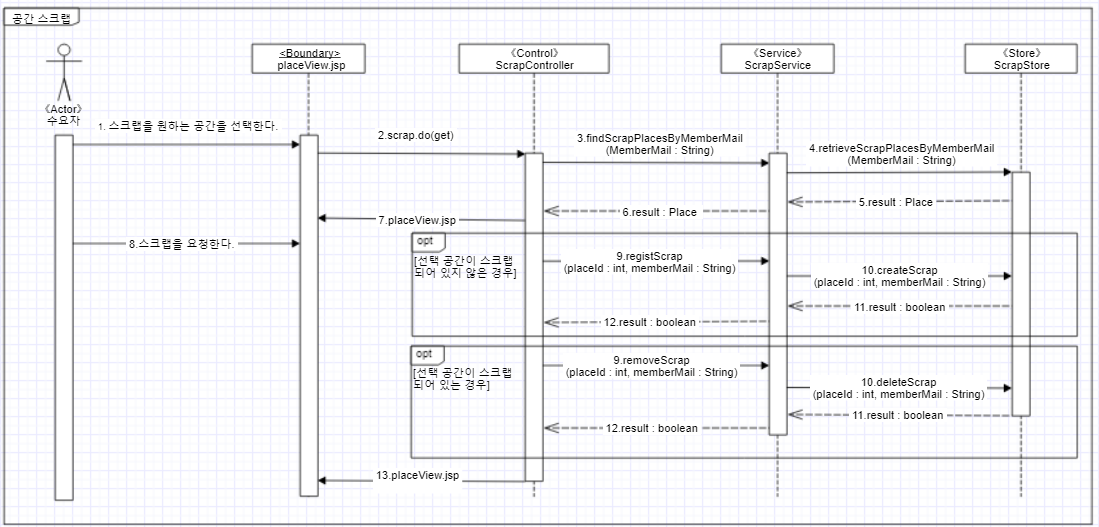 공간 스크랩
《Actor》
수요자
<Boundary>
placeView.jsp
《Control》
ScrapController
《Service》
ScrapService
《Store》
ScrapStore
1. 스크랩을 원하는 공간을 선택한다.
2.scrap.do(get)
3.findScrapPlacesByMemberMail
(MemberMail : String)
4.retrieveScrapPlacesByMemberMail
(MemberMail : String)
5.result : Place
6.result : Place
7.placeView.jsp
8.스크랩을 요청한다.
opt
[선택 공간이 스크랩
되어 있지 않은 경우]
9.registScrap
(placeId : int, memberMail : String)
10.createScrap
(placeId : int, memberMail : String)
11.result : boolean
12.result : boolean
opt
[선택 공간이 스크랩
되어 있는 경우]
9.removeScrap
(placeId : int, memberMail : String)
10.deleteScrap
(placeId : int, memberMail : String)
11.result : boolean
12.result : boolean
13.placeView.jsp